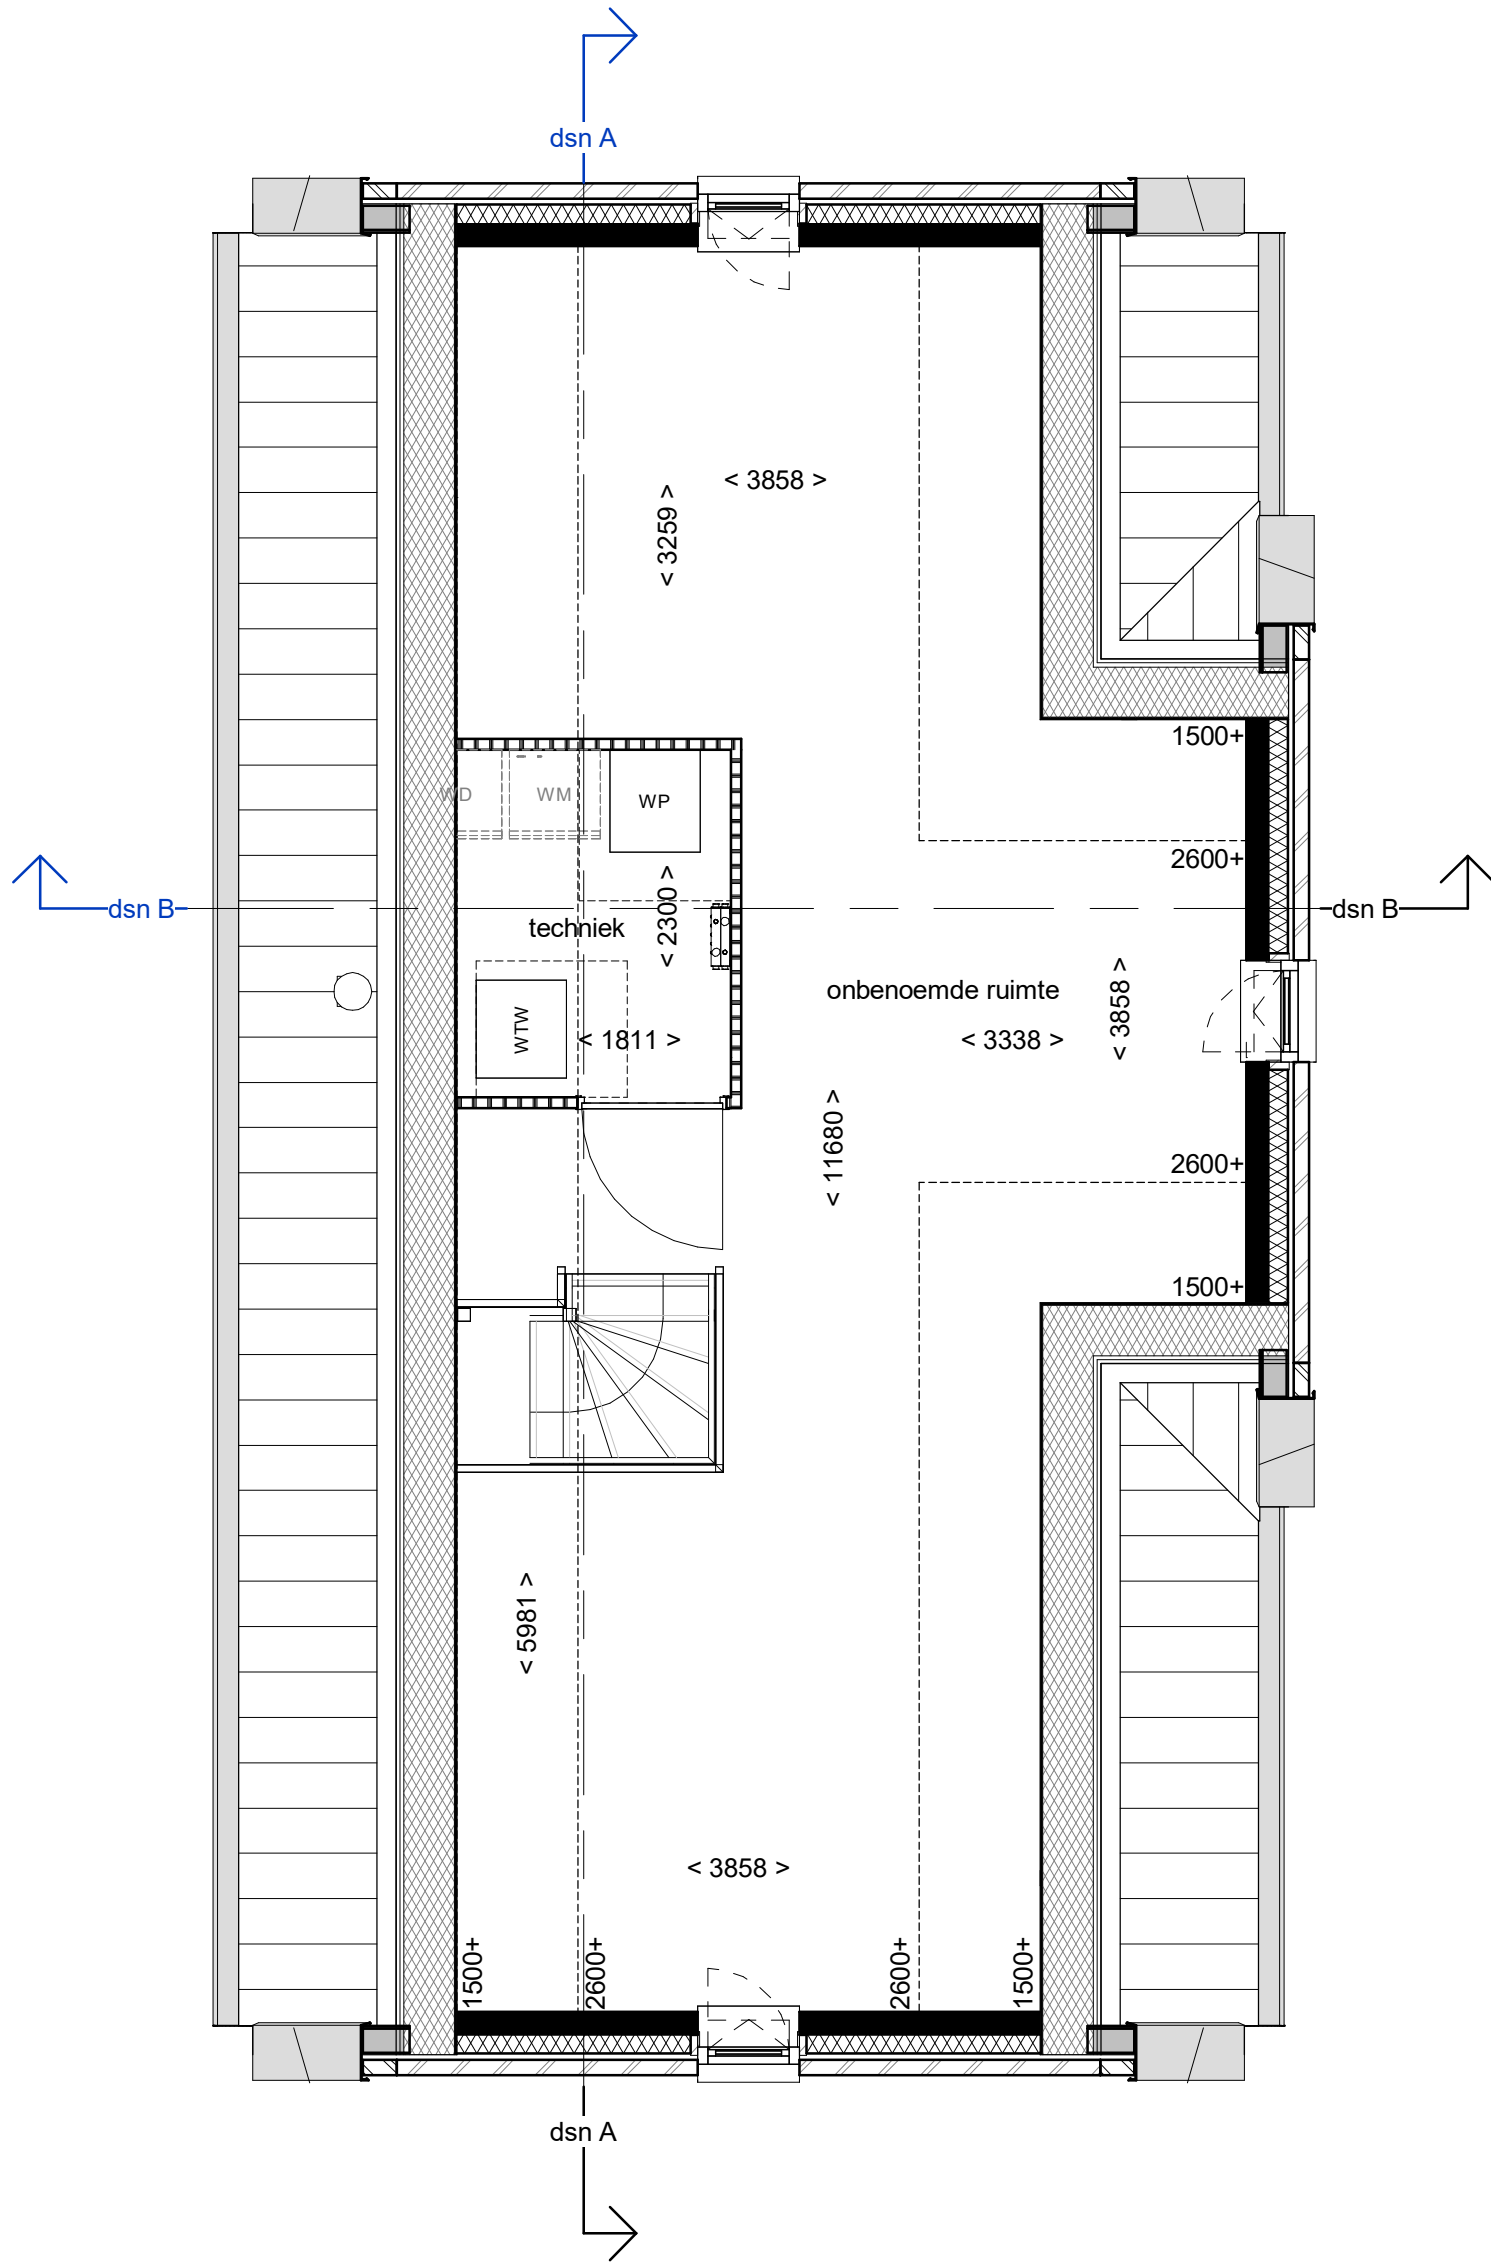 dsn A
< 3858 >
< 3259 >
1500+
WD
WM
WP
2600+
dsn B
techniek
< 2300 >
dsn B
onbenoemde ruimte
< 3858 >
WTW
< 1811 >
< 3338 >
< 11680 >
2600+
1500+
< 5981 >
< 3858 >
1500+
2600+
2600+
1500+
dsn A